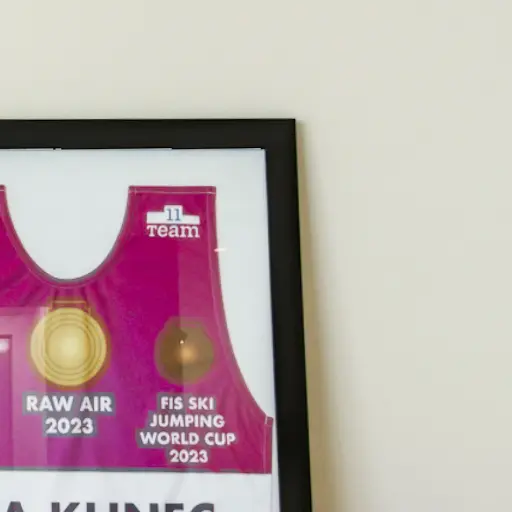 11
Team
RAW AIR
2023
FIS SKI
JUMPING
WORLD CUP
2023